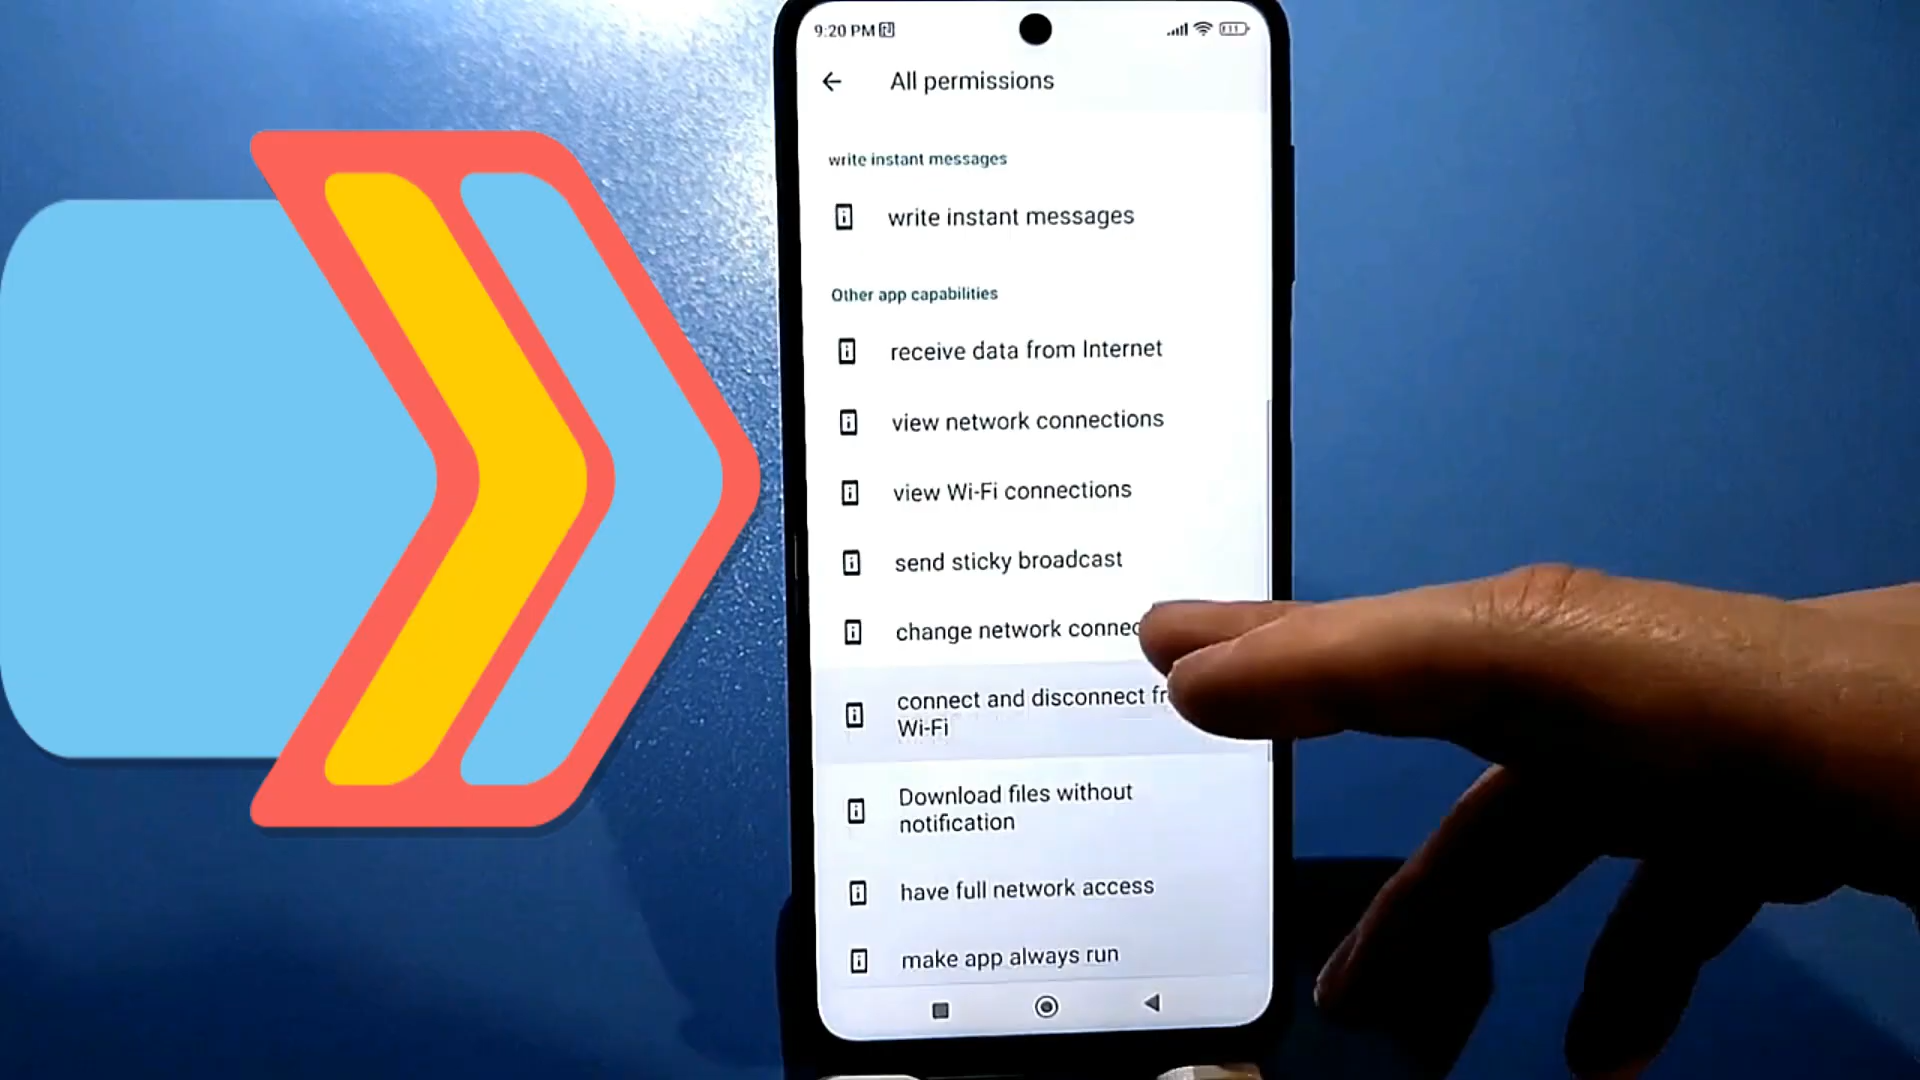 9:20 PM
All permissions
write instant messages
write instant messages
Other app capabilities
receive data from Internet
view network connections
view Wi-Fi connections
send sticky broadcast
change network connec
connect and disconnect fr
Wi-Fi
Download files without
notification
have full network access
make app always run